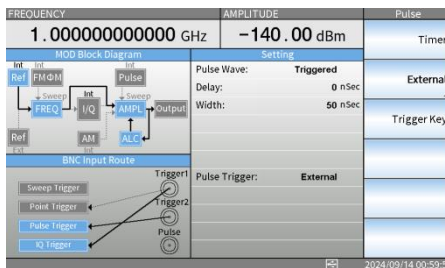 FREQUENCY
AMPLITUDE
Pulse
1.000000000000 GHz
-140.00 dBm
Timer
MOD Block Diagram
Setting
Int
Int
Int
Ref
FMΦM
Pulse
Sweep
Int
Sweep
FREQ
I/Q
AMPL
Output
Ref
AM
ALC
Ext
Int
Pulse Wave: Triggered
Delay: 0 nSec
Width: 50 nSec
External
Trigger Key
BNC Input Route
Trigger1
Sweep Trigger
Point Trigger
Trigger2
Pulse Trigger
Pulse
IQ Trigger
Pulse Trigger: External
2024/09/14 00:59: